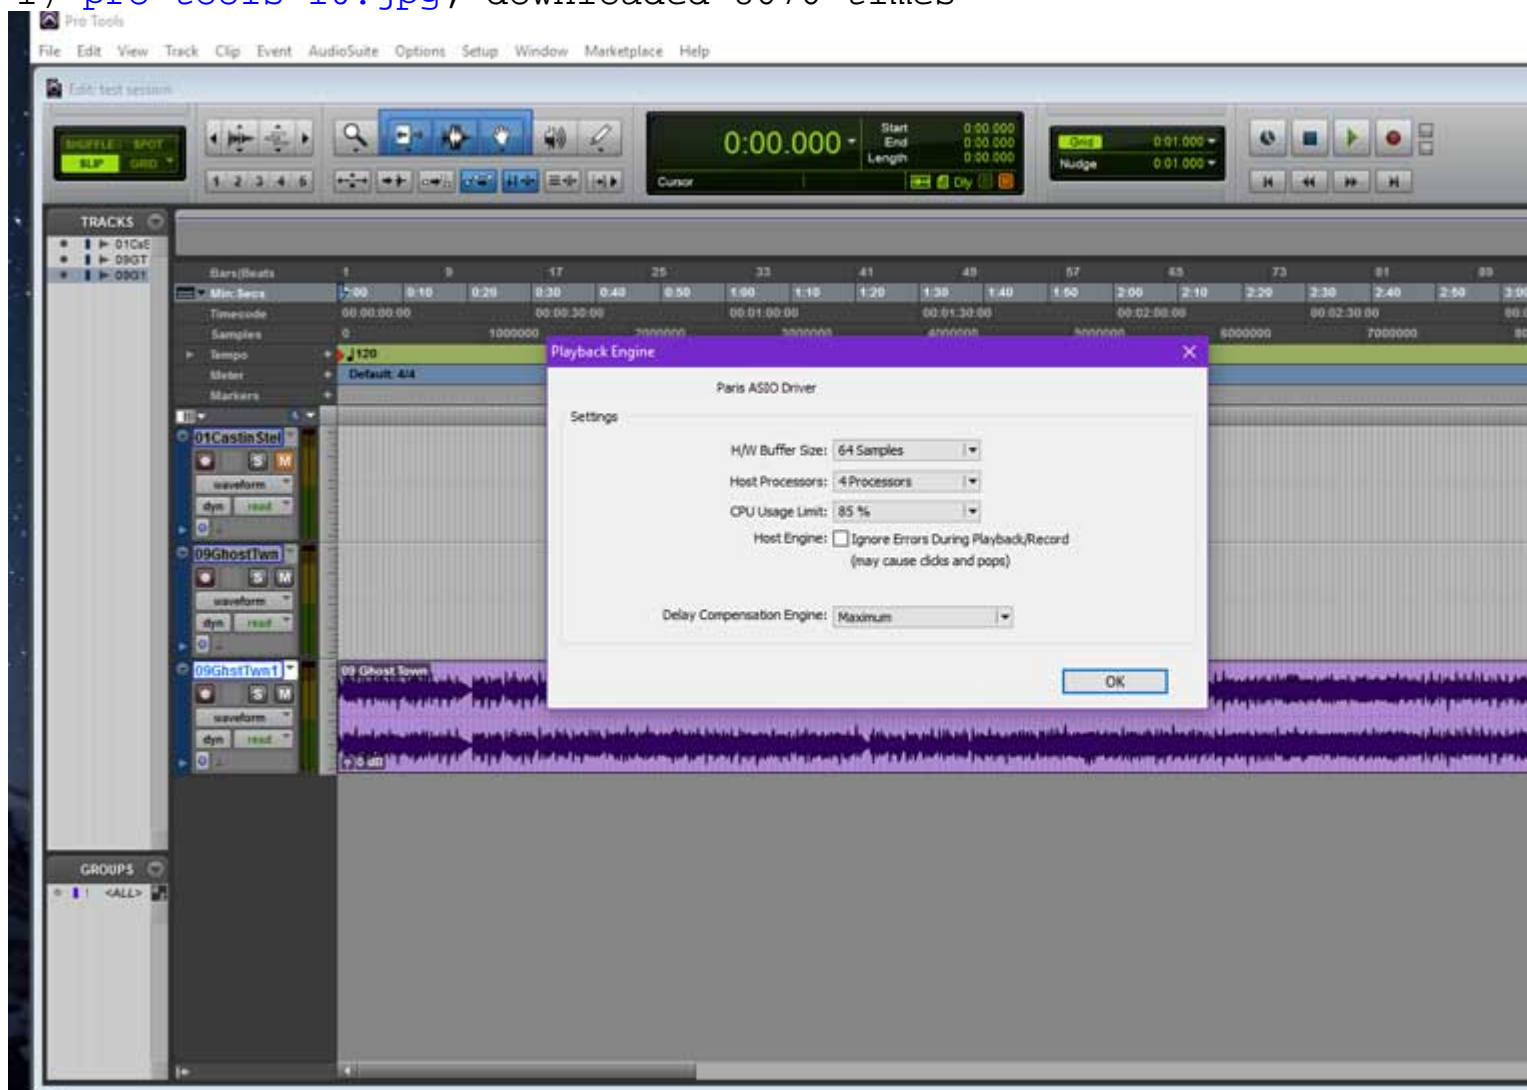 Pro Tools
File Edit View Track Clip Event AudioSuite Options Setup Window Marketplace Help
Edit: test session
SHUFFLE SPOT
SLIP GRID
1 2 3 4 5
0:00.000
Start 0:00.000
End 0:00.000
Length 0:00.000
Cursor
Dly
Grid 0:01.000
Nudge 0:01.000
TRACKS
Bars|Beats 1 9 17 25 33 41 49 57 65 73 81 89
Min:Secs 0:10 0:20 0:30 0:40 0:50 1:00 1:10 1:20 1:30 1:40 1:50 2:00 2:10 2:20 2:30 2:40 2:50
Timecode 00:00:00:00 00:00:30:00 00:01:00:00 00:01:30:00 00:02:00:00 00:02:30:00
Samples 0 1000000 2000000 3000000 4000000 5000000 6000000 7000000
Tempo 120
Meter Default: 4/4
Markers
01CastinStel
S M
waveform
dyn read
09GhostTwn
S M
waveform
dyn read
09GhstTwn1
S M
waveform
dyn read
09 Ghost Town
0 dB
Playback Engine
Paris ASIO Driver
Settings
H/W Buffer Size: 64 Samples
Host Processors: 4 Processors
CPU Usage Limit: 85 %
Host Engine: Ignore Errors During Playback/Record
(may cause clicks and pops)
Delay Compensation Engine: Maximum
OK
GROUPS
! <ALL>